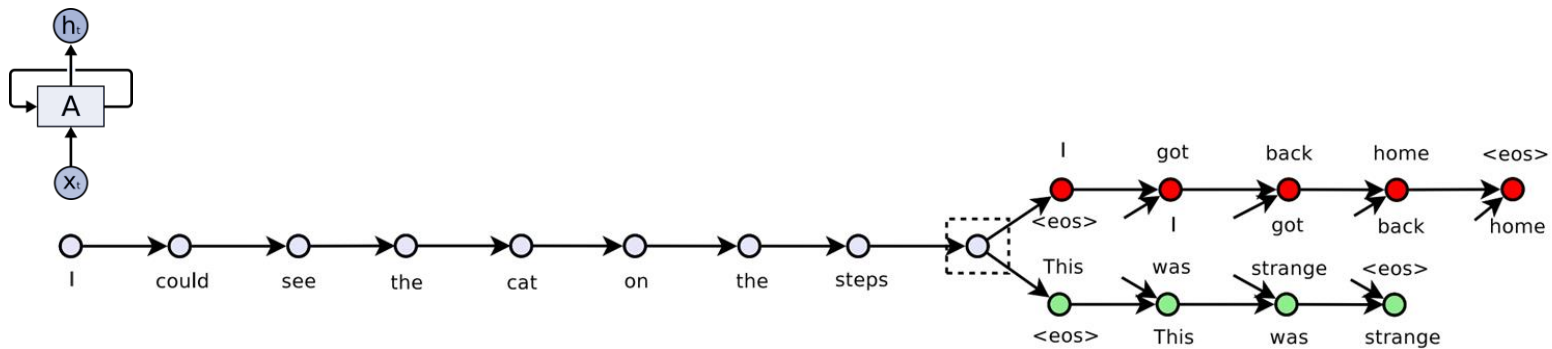 hₜ
A
xₜ
I got back home <eos>
<eos> I got back home
I could see the cat on the steps
This was strange <eos>
<eos> This was strange